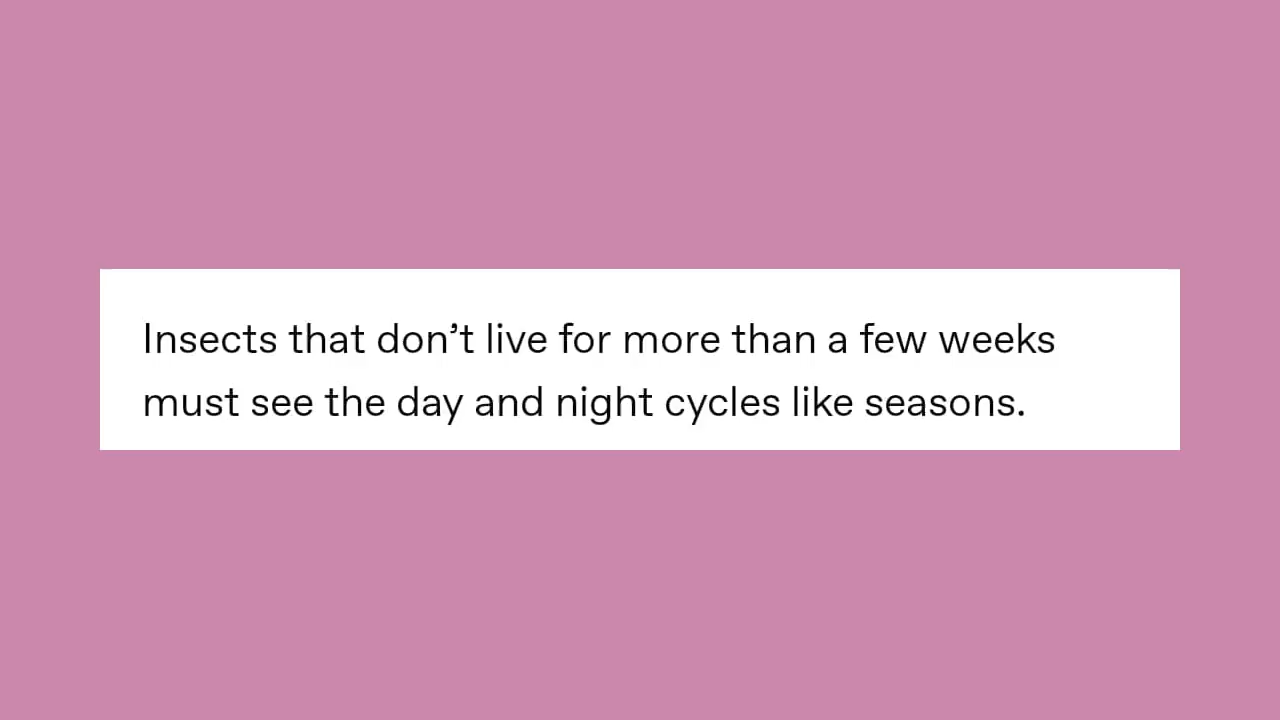 Insects that don’t live for more than a few weeks
must see the day and night cycles like seasons.